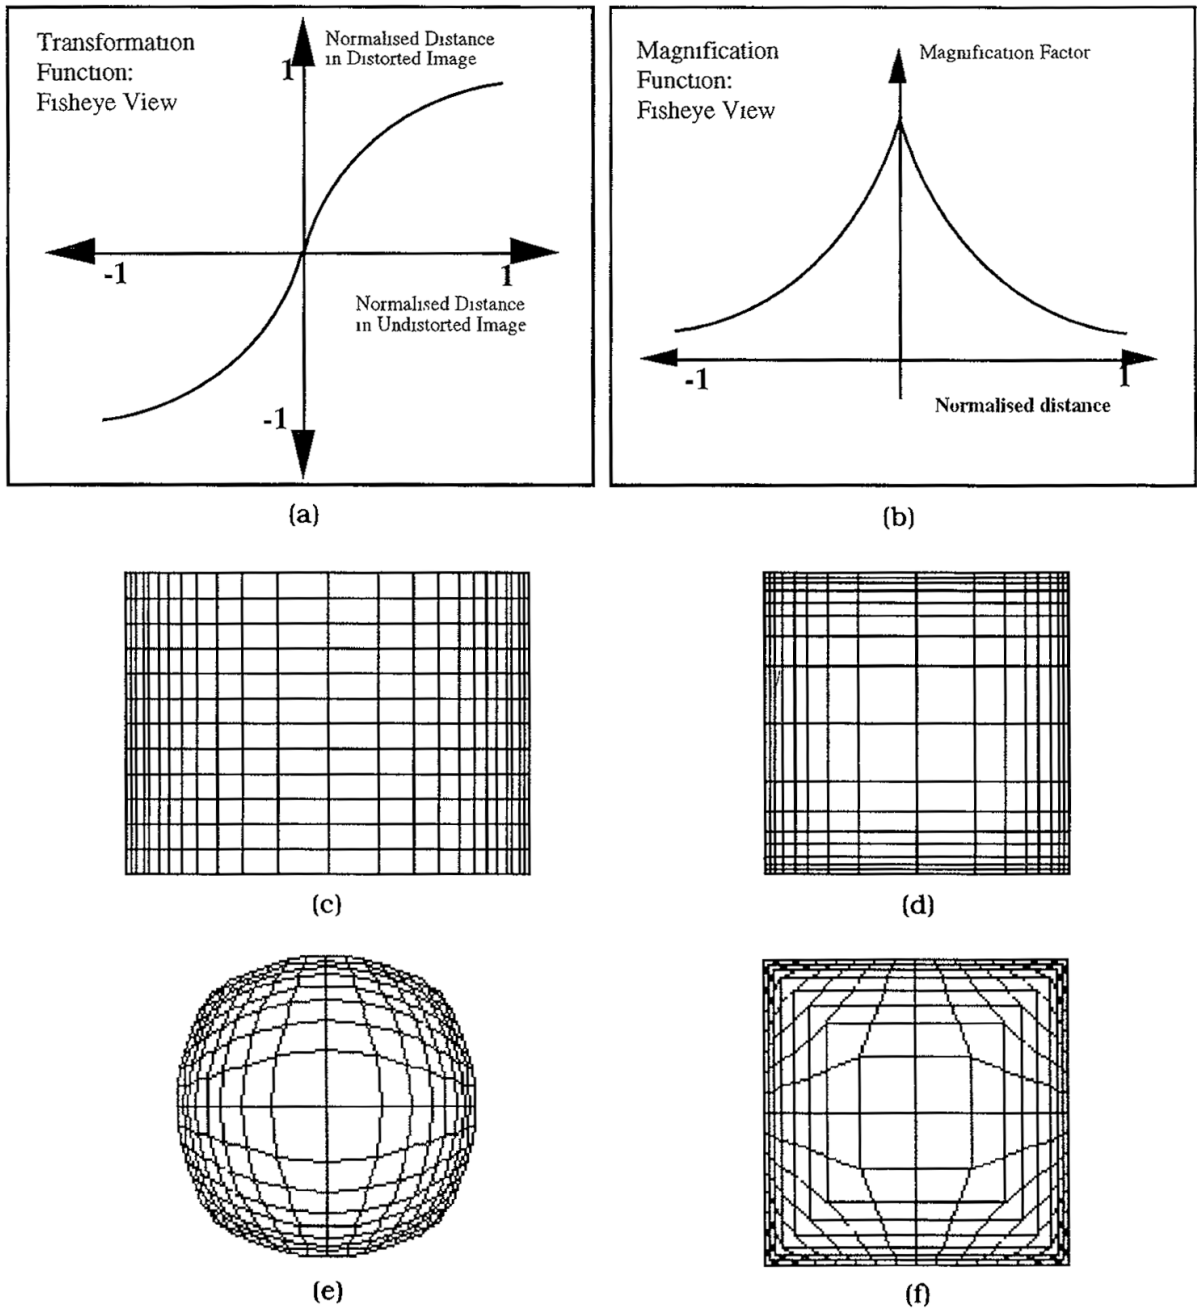 Transformation
Function:
Fisheye View
Normalised Distance
in Distorted Image
1
-1
1
Normalised Distance
in Undistorted Image
-1
(a)
Magnification
Function:
Fisheye View
Magnification Factor
-1
1
Normalised distance
(b)
(c)
(d)
(e)
(f)